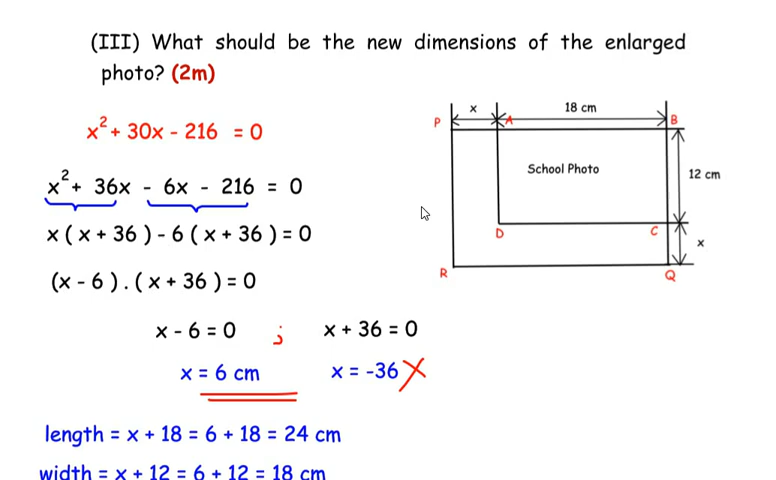 (III) What should be the new dimensions of the enlarged
photo? (2m)
x² + 30x - 216 = 0
x² + 36x - 6x - 216 = 0
x ( x + 36 ) - 6 ( x + 36 ) = 0
(x - 6 ) . ( x + 36 ) = 0
x - 6 = 0 ; x + 36 = 0
x = 6 cm x = -36 X
length = x + 18 = 6 + 18 = 24 cm
width = x + 12 = 6 + 12 = 18 cm
x 18 cm
P A B
School Photo
12 cm
D C
x
R Q